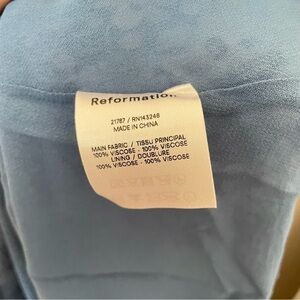 Reformation
21787 / RN143248
MADE IN CHINA
MAIN FABRIC / TISSU PRINCIPAL
100% VISCOSE - 100% VISCOSE
LINING / DOUBLURE
100% VISCOSE - 100% VISCOSE